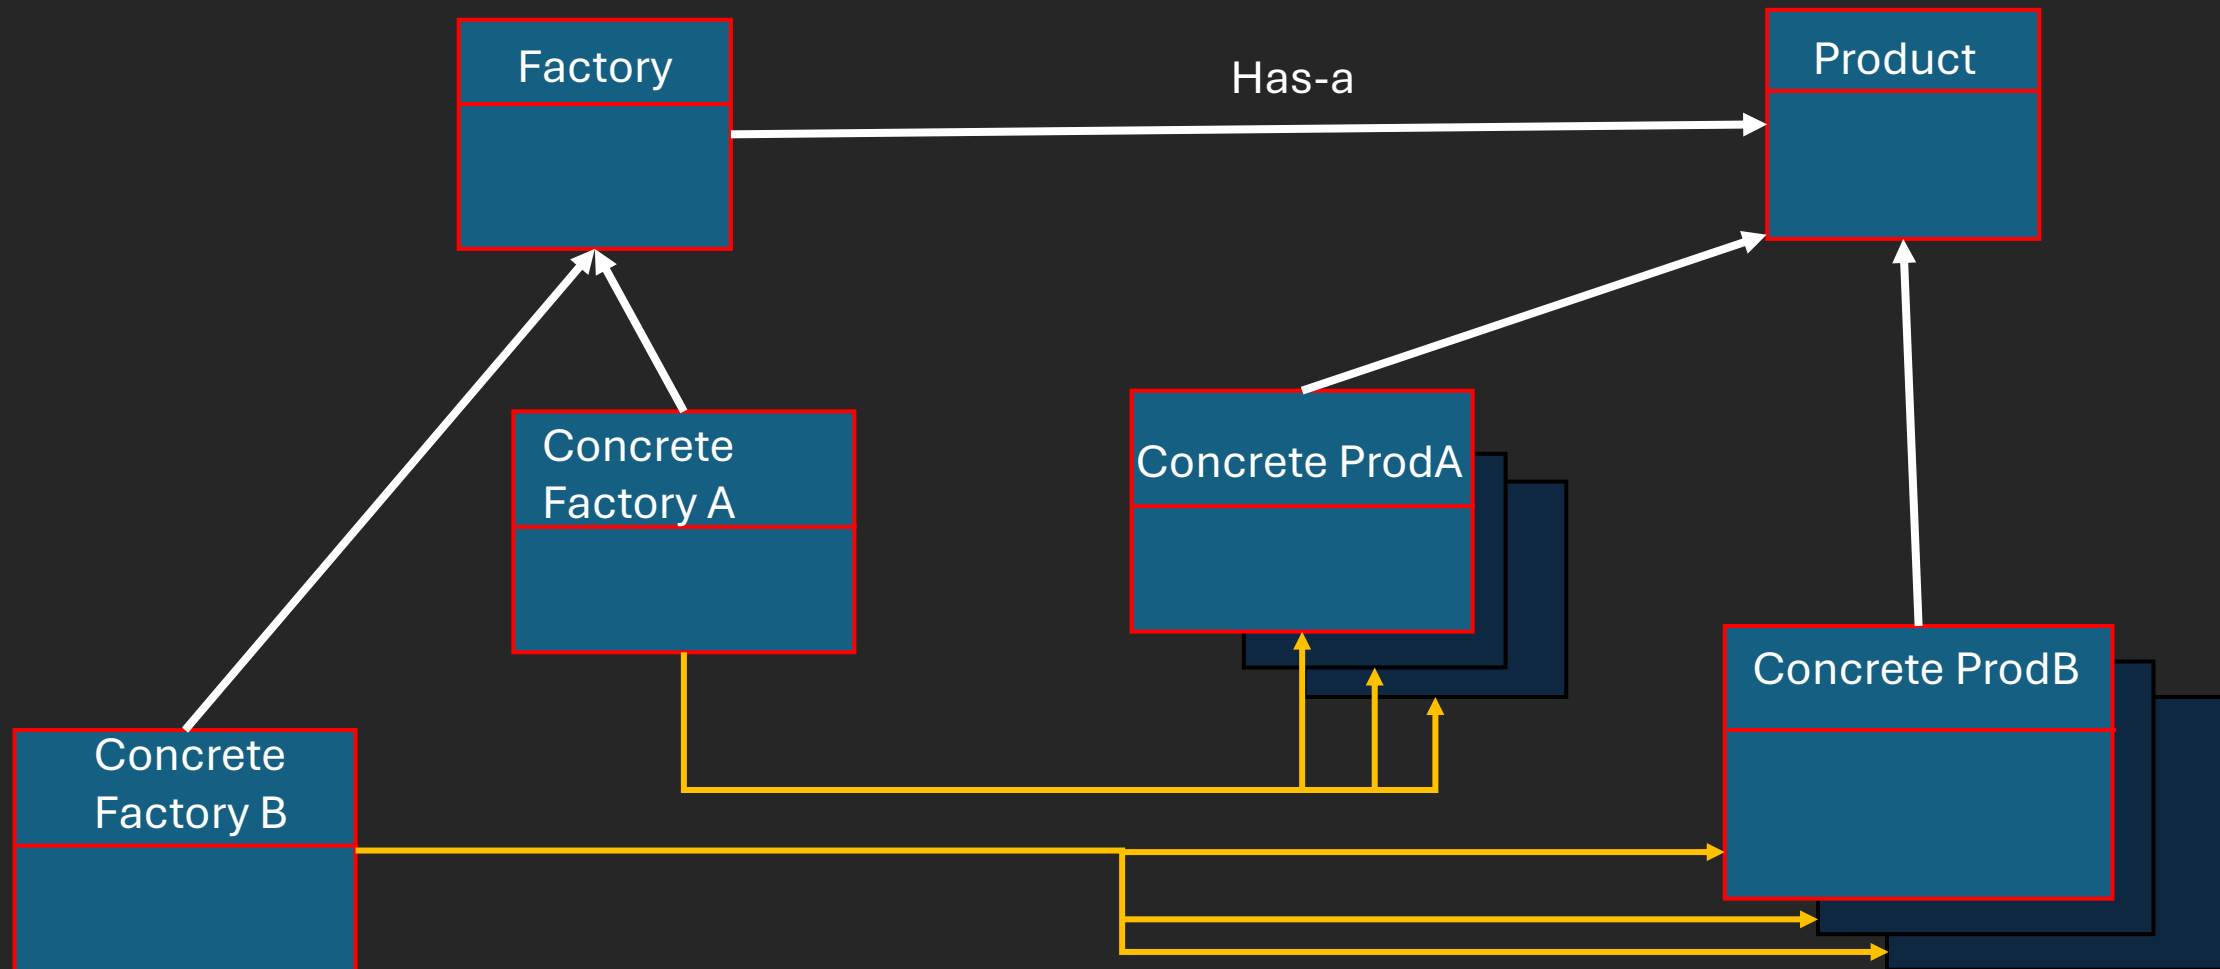 Factory
Has-a
Product
Concrete
Factory A
Concrete ProdA
Concrete ProdB
Concrete
Factory B